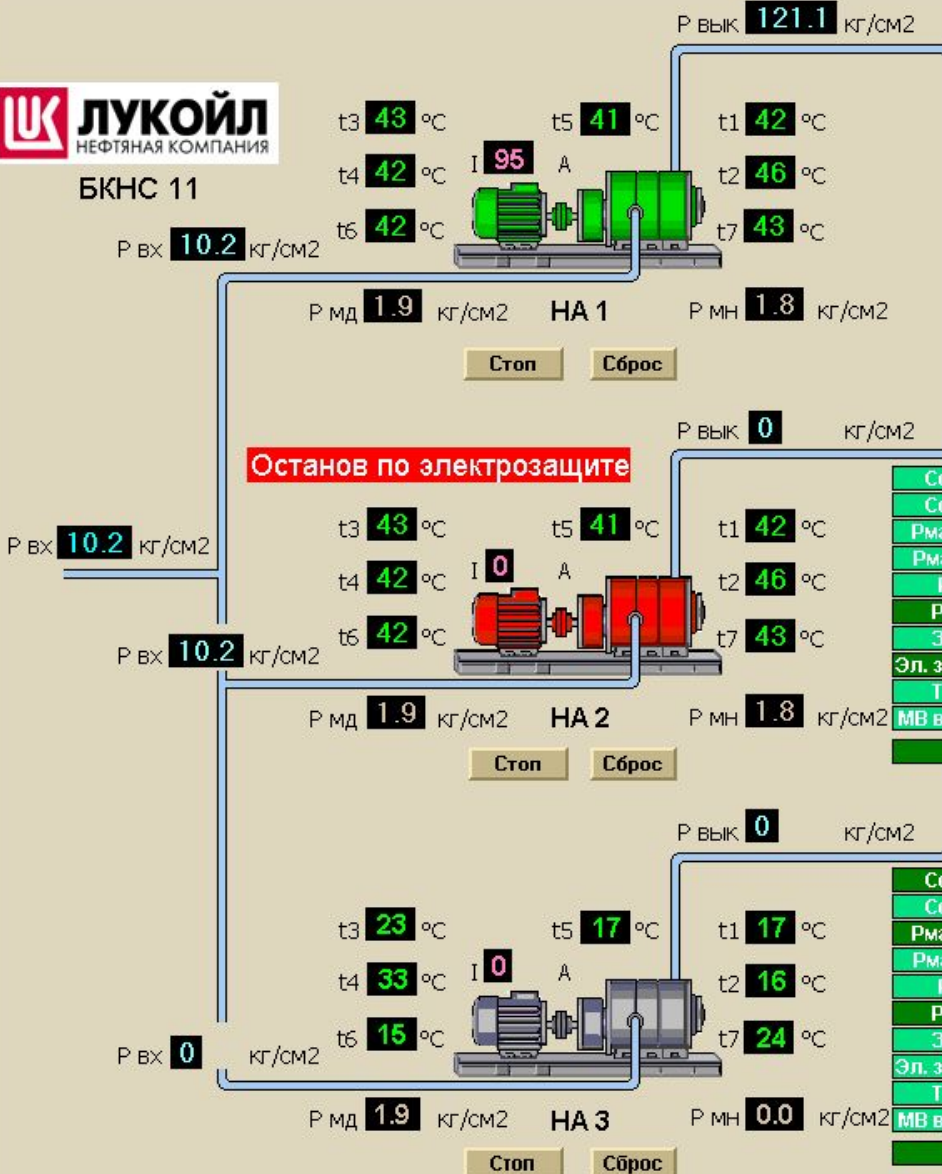 Р вык 121.1 кг/см2
ЛУКОЙЛ
НЕФТЯНАЯ КОМПАНИЯ
БКНС 11
t3 43 °C t5 41 °C t1 42 °C
I 95 A
t4 42 °C t2 46 °C
t6 42 °C t7 43 °C
Р вх 10.2 кг/см2
Р мд 1.9 кг/см2 НА 1 Р мн 1.8 кг/см2
Стоп Сброс
Р вык 0 кг/см2
Останов по электрозащите
t3 43 °C t5 41 °C t1 42 °C
Р вх 10.2 кг/см2
t4 42 °C I 0 A t2 46 °C
t6 42 °C t7 43 °C
Р вх 10.2 кг/см2
Эл. з
Р мд 1.9 кг/см2 НА 2 Р мн 1.8 кг/см2
МВ в
Стоп Сброс
Р вык 0 кг/см2
t3 23 °C t5 17 °C t1 17 °C
t4 33 °C I 0 A t2 16 °C
t6 15 °C t7 24 °C
Р вх 0 кг/см2
Эл. з
Р мд 1.9 кг/см2 НА 3 Р мн 0.0 кг/см2
МВ в
Стоп Сброс